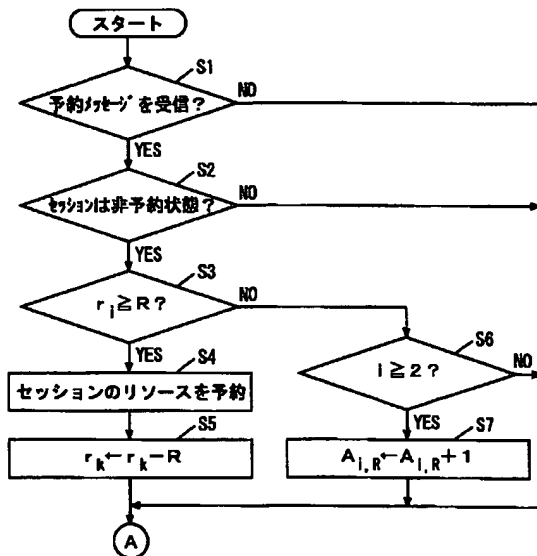 スタート
S1
予約メッセージを受信?
NO
YES
S2
セッションは非予約状態?
NO
YES
S3
r_i≧R?
NO
YES
S4
セッションのリソースを予約
S5
r_k←r_k−R
S6
i≧2?
NO
YES
S7
A_{i,R}←A_{i,R}+1
A